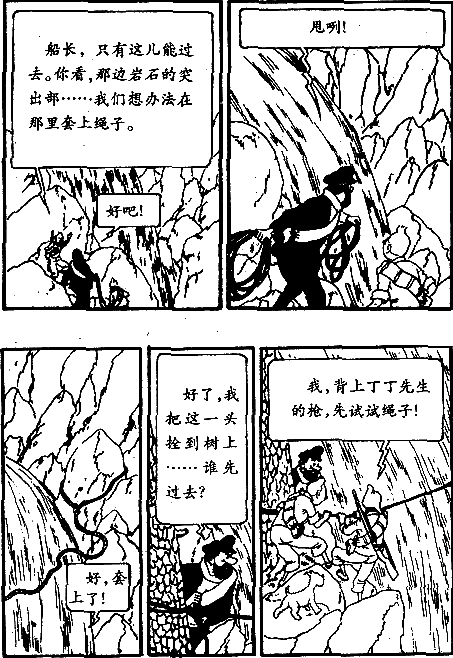 船长，只有这儿能过
去。你看，那边岩石的突
出部……我们想办法在
那里套上绳子。
好吧！
甩咧！
好，套
上了！
好了，我
把这一头
拴到树上
……谁先
过去？
我，背上丁丁先生
的枪，先试试绳子！